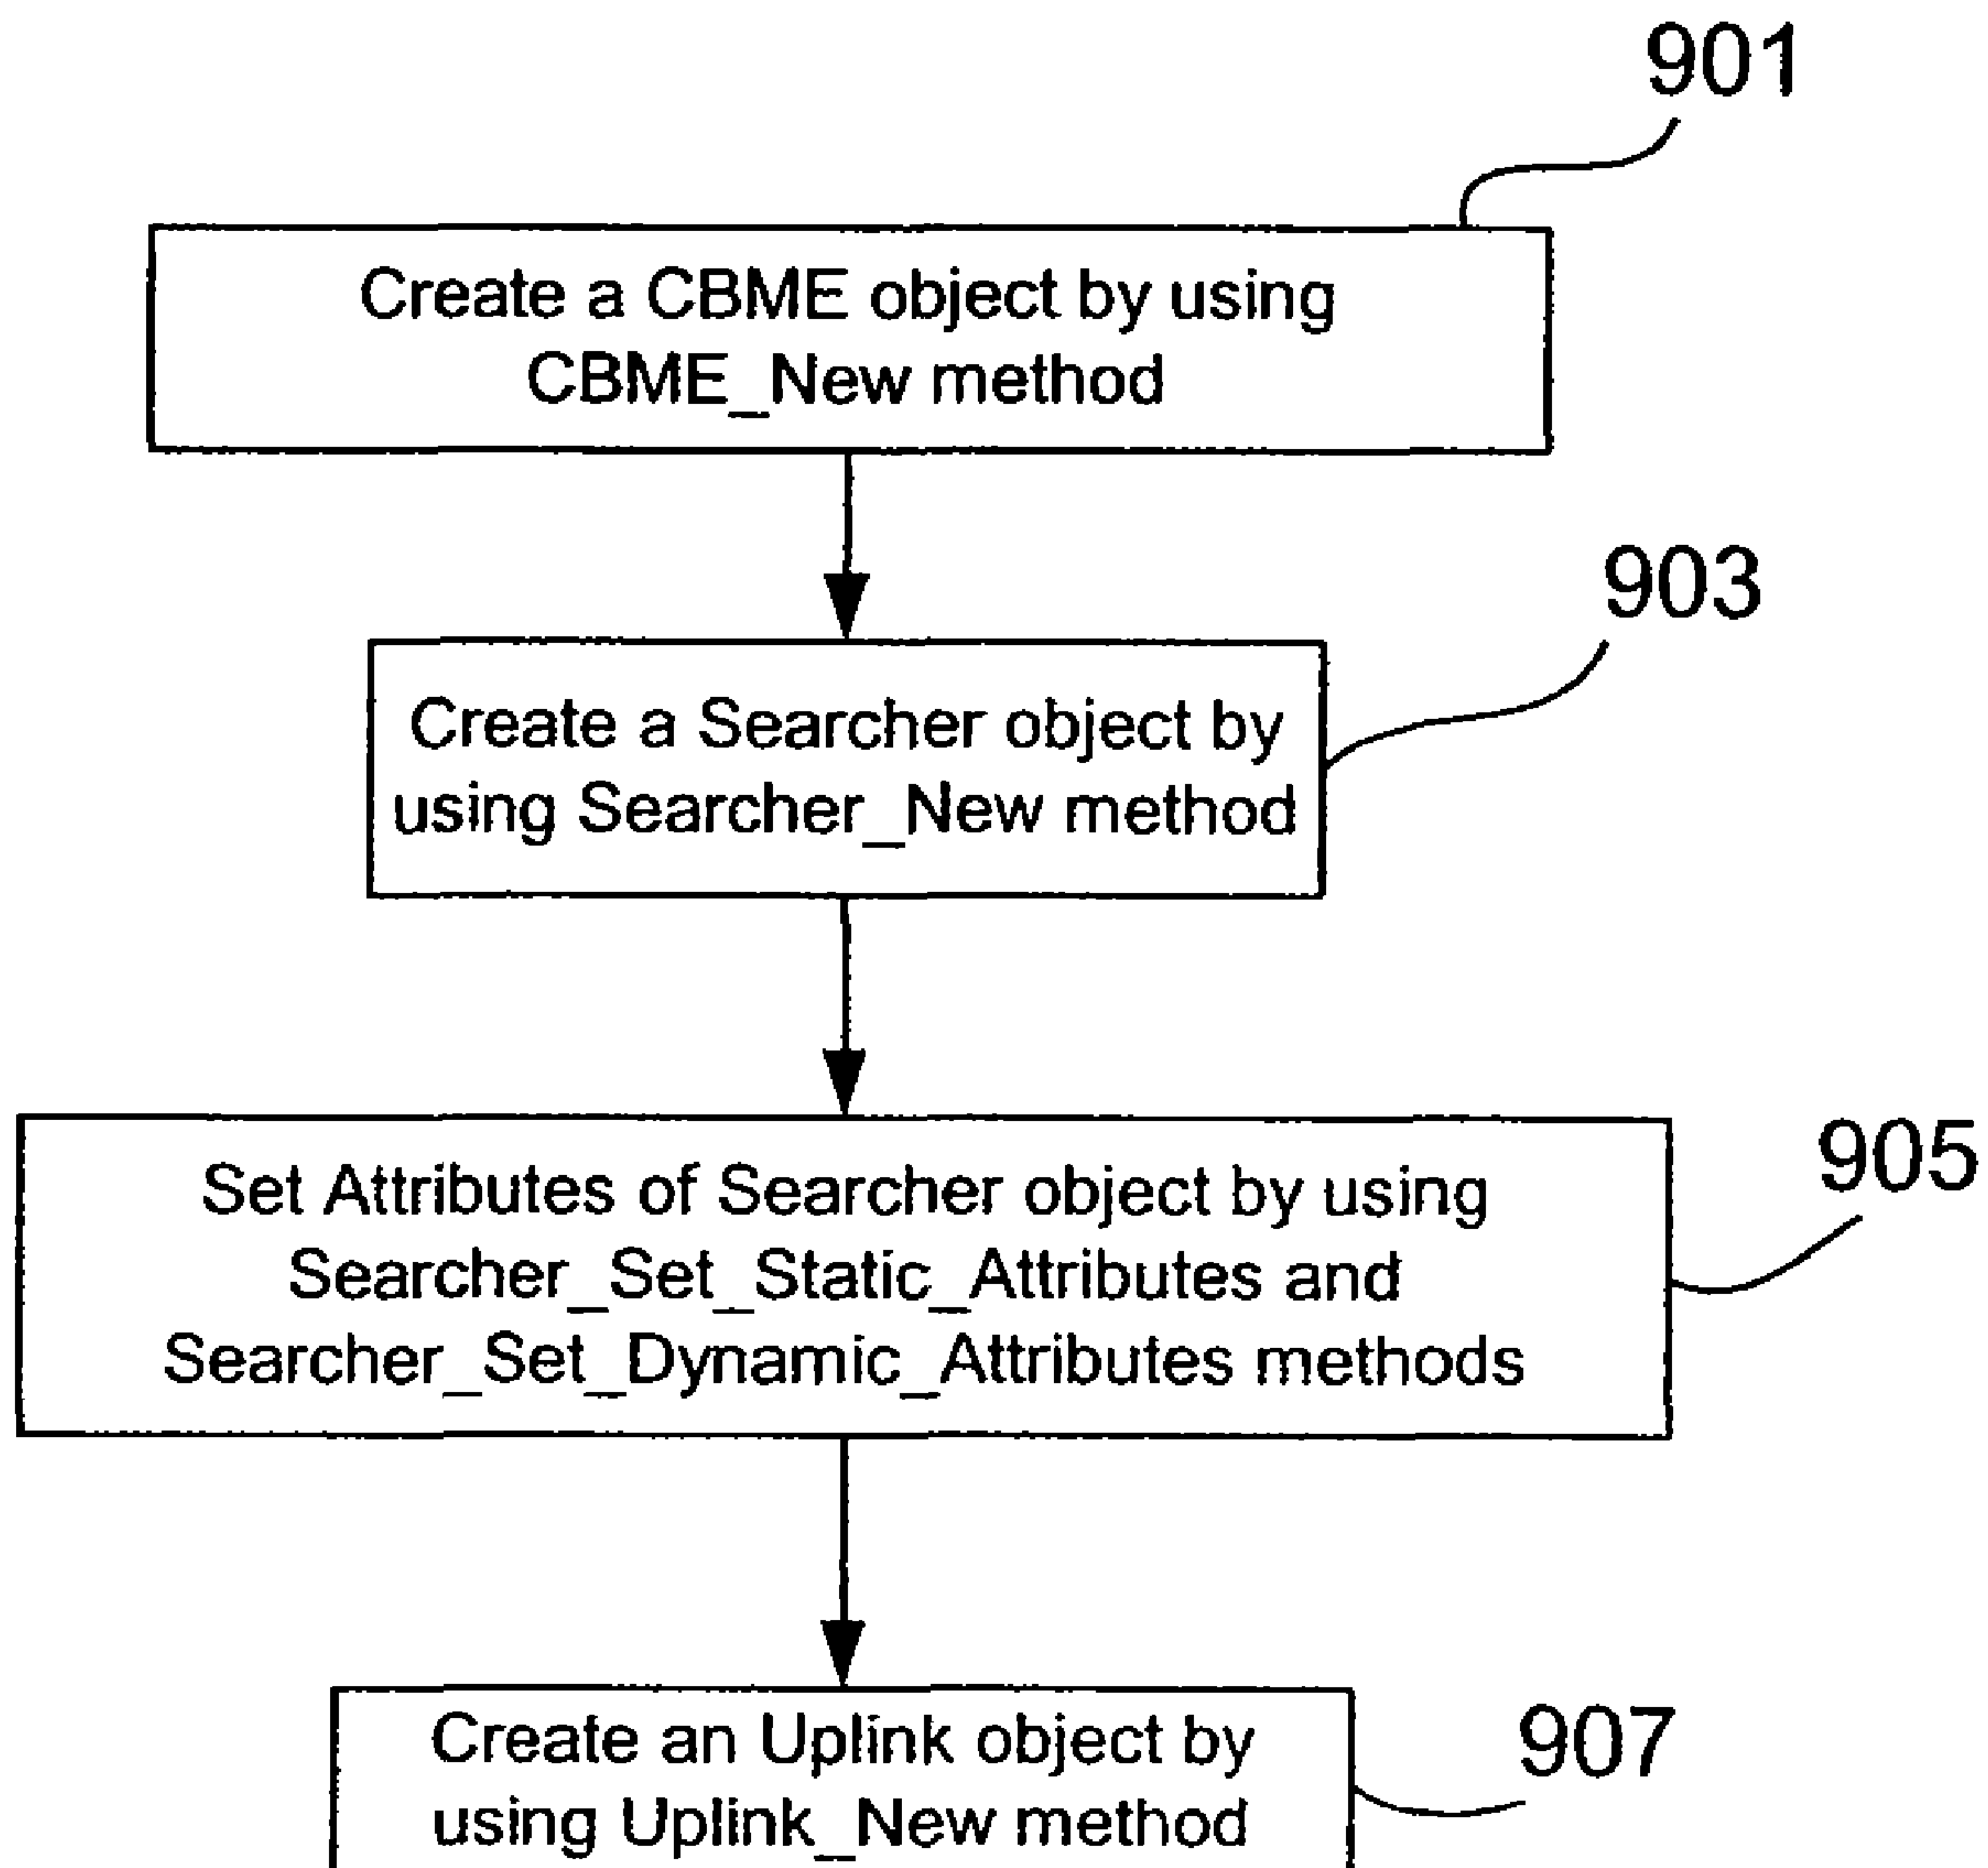 901
Create a CBME object by using
CBME_New method
903
Create a Searcher object by
using Searcher_New method
905
Set Attributes of Searcher object by using
Searcher_Set_Static_Attributes and
Searcher_Set_Dynamic_Attributes methods
907
Create an Uplink object by
using Uplink_New method